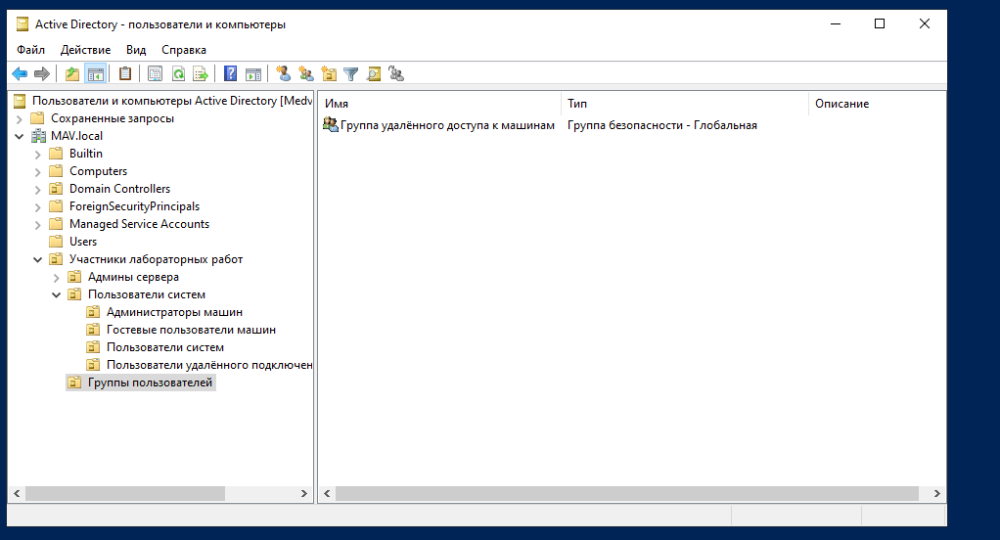 Active Directory - пользователи и компьютеры
Файл Действие Вид Справка
Пользователи и компьютеры Active Directory [Medv
Сохраненные запросы
MAV.local
Builtin
Computers
Domain Controllers
ForeignSecurityPrincipals
Managed Service Accounts
Users
Участники лабораторных работ
Админы сервера
Пользователи систем
Администраторы машин
Гостевые пользователи машин
Пользователи систем
Пользователи удалённого подключен
Группы пользователей
Имя Тип Описание
Группа удалённого доступа к машинам Группа безопасности - Глобальная